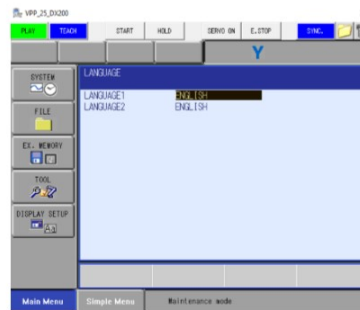 VPP_25_DX200
PLAY TEACH START HOLD SERVO ON E.STOP SYNC.
Y
SYSTEM
FILE
EX. MEMORY
TOOL
DISPLAY SETUP
LANGUAGE
LANGUAGE1 ENGLISH
LANGUAGE2 ENGLISH
Main Menu Simple Menu Maintenance mode